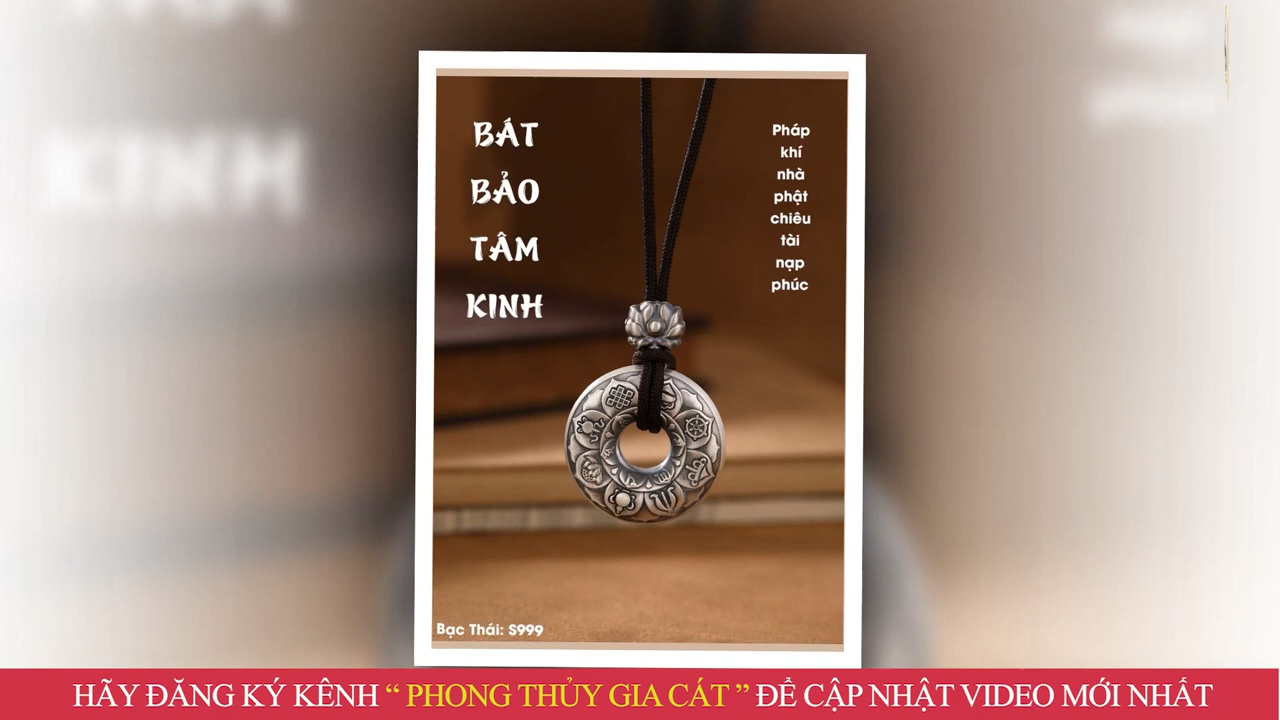 BÁT
BẢO
TÂM
KINH
Pháp
khí
nhà
phật
chiêu
tài
nạp
phúc
Bạc Thái: S999
HÃY ĐĂNG KÝ KÊNH “ PHONG THỦY GIA CÁT ” ĐỂ CẬP NHẬT VIDEO MỚI NHẤT
KINH